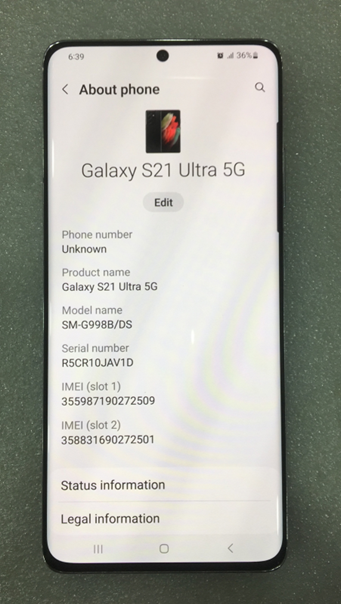 6:39
36%
About phone
Galaxy S21 Ultra 5G
Edit
Phone number
Unknown
Product name
Galaxy S21 Ultra 5G
Model name
SM-G998B/DS
Serial number
R5CR10JAV1D
IMEI (slot 1)
355987190272509
IMEI (slot 2)
358831690272501
Status information
Legal information